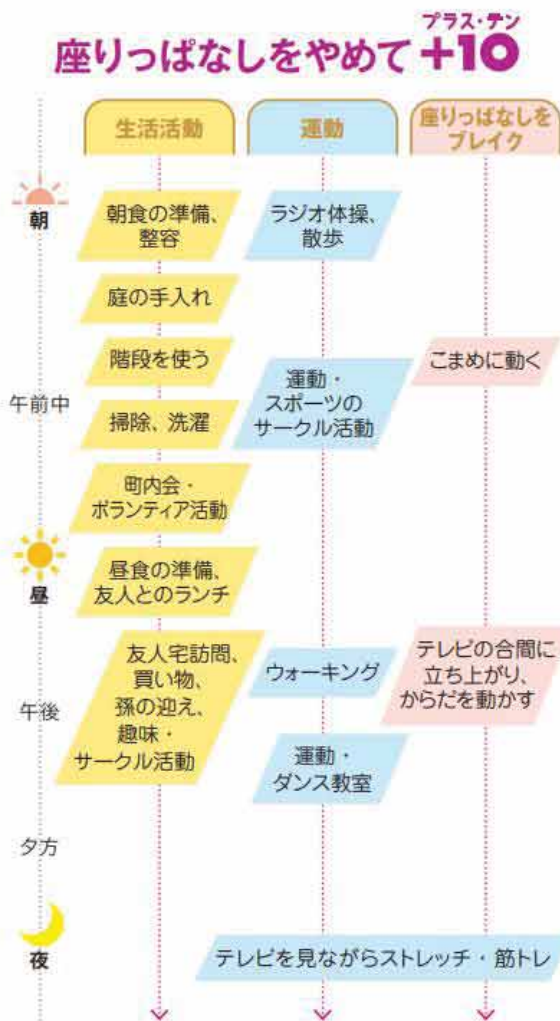 プラス・テン
座りっぱなしをやめて+10
生活活動
運動
座りっぱなしを
ブレイク
朝
朝食の準備、
整容
ラジオ体操、
散歩
庭の手入れ
階段を使う
こまめに動く
午前中
運動・
スポーツの
サークル活動
掃除、洗濯
町内会・
ボランティア活動
昼
昼食の準備、
友人とのランチ
午後
友人宅訪問、
買い物、
孫の迎え、
趣味・
サークル活動
ウォーキング
テレビの合間に
立ち上がり、
からだを動かす
運動・
ダンス教室
夕方
夜
テレビを見ながらストレッチ・筋トレ